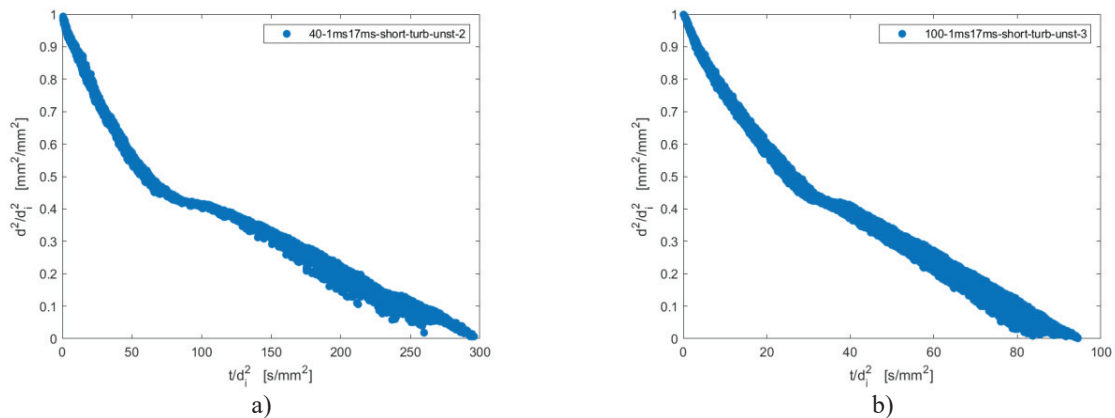 40-1ms17ms-short-turb-unst-2
1
0.9
0.8
0.7
0.6
0.5
0.4
0.3
0.2
0.1
0
d²/dᵢ² [mm²/mm²]
0 50 100 150 200 250 300
t/dᵢ² [s/mm²]
a)
100-1ms17ms-short-turb-unst-3
1
0.9
0.8
0.7
0.6
0.5
0.4
0.3
0.2
0.1
0
d²/dᵢ² [mm²/mm²]
0 20 40 60 80 100
t/dᵢ² [s/mm²]
b)